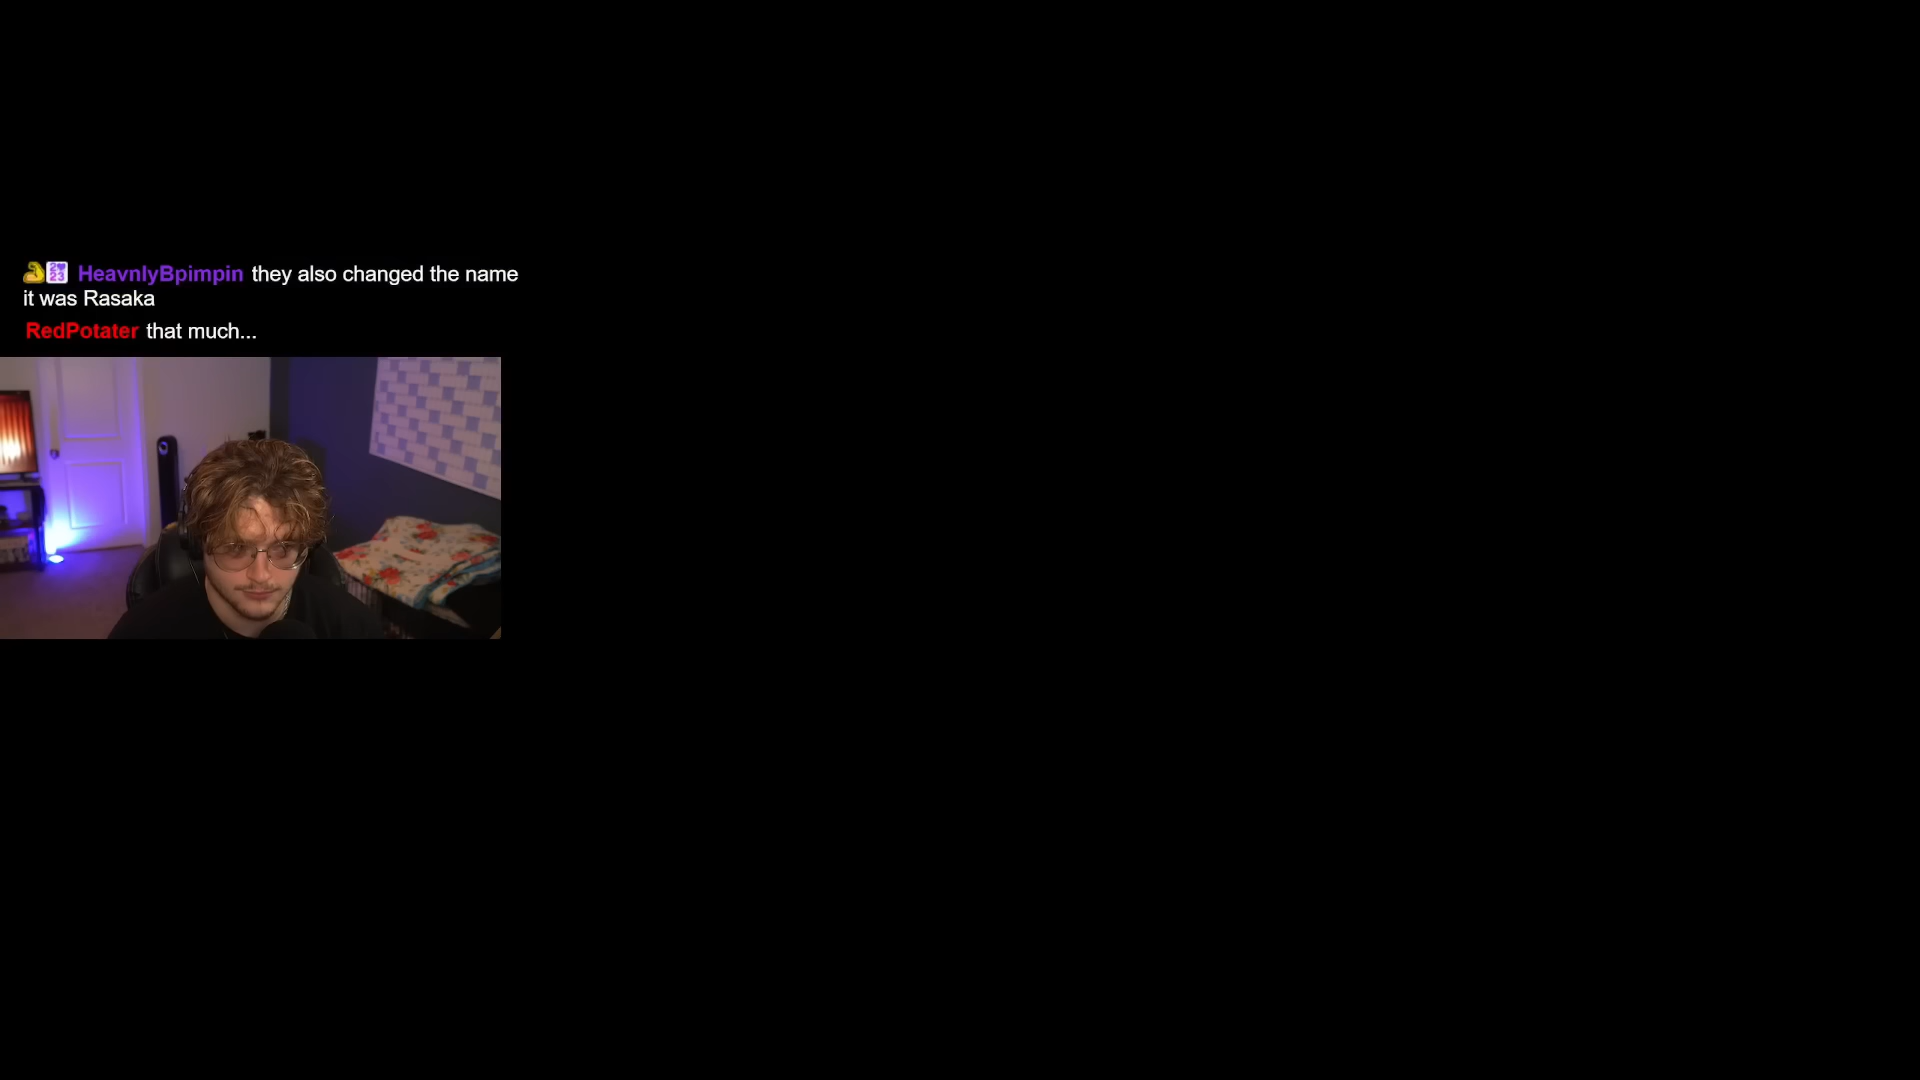 HeavnlyBpimpin they also changed the name
it was Rasaka
RedPotater that much...